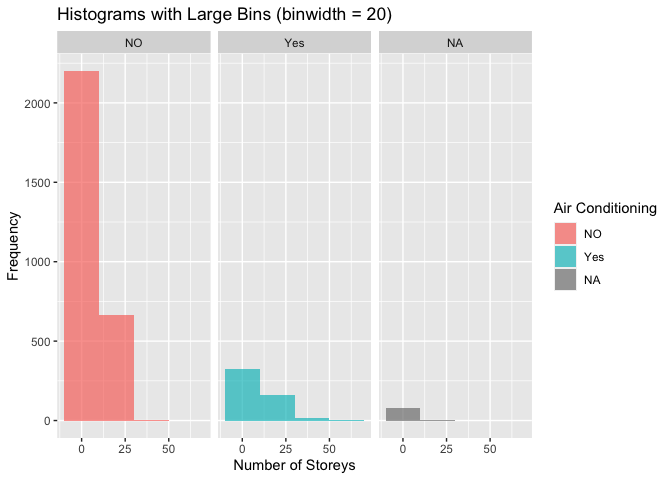 Histograms with Large Bins (binwidth = 20)
NO
Yes
NA
2000
1500
1000
500
0
Frequency
0 25 50
0 25 50
0 25 50
Number of Storeys
Air Conditioning
NO
Yes
NA